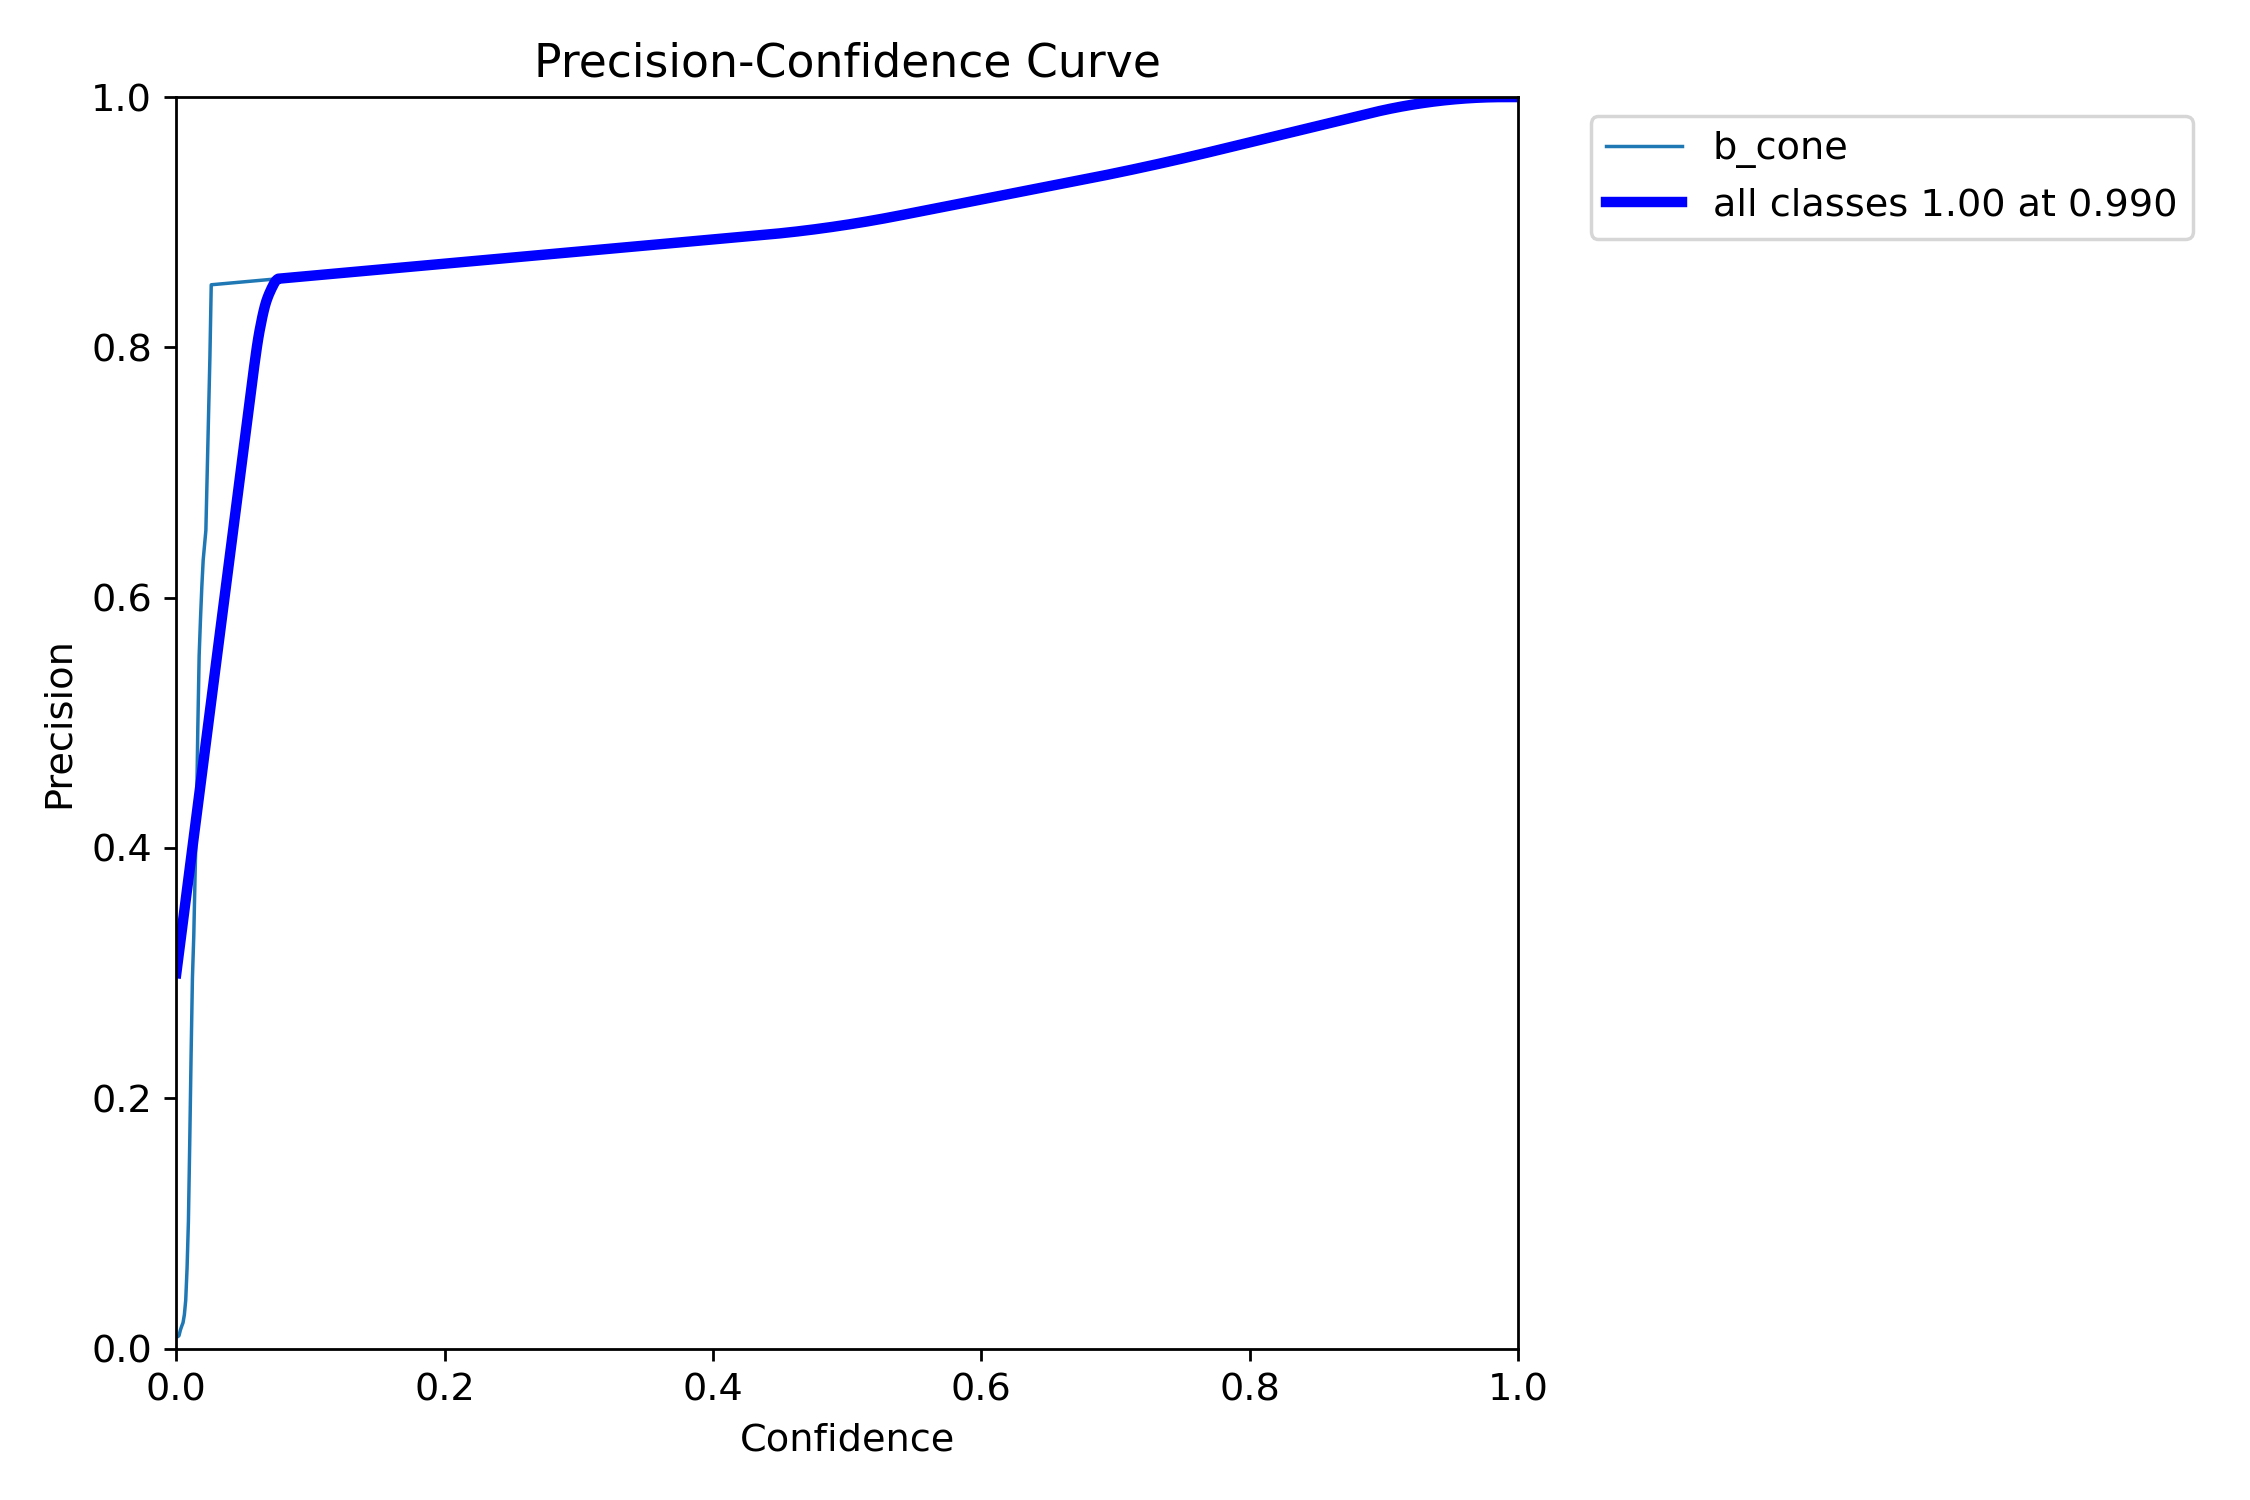 Precision-Confidence Curve
1.0
0.8
0.6
0.4
0.2
0.0
Precision
0.0 0.2 0.4 0.6 0.8 1.0
Confidence
b_cone
all classes 1.00 at 0.990